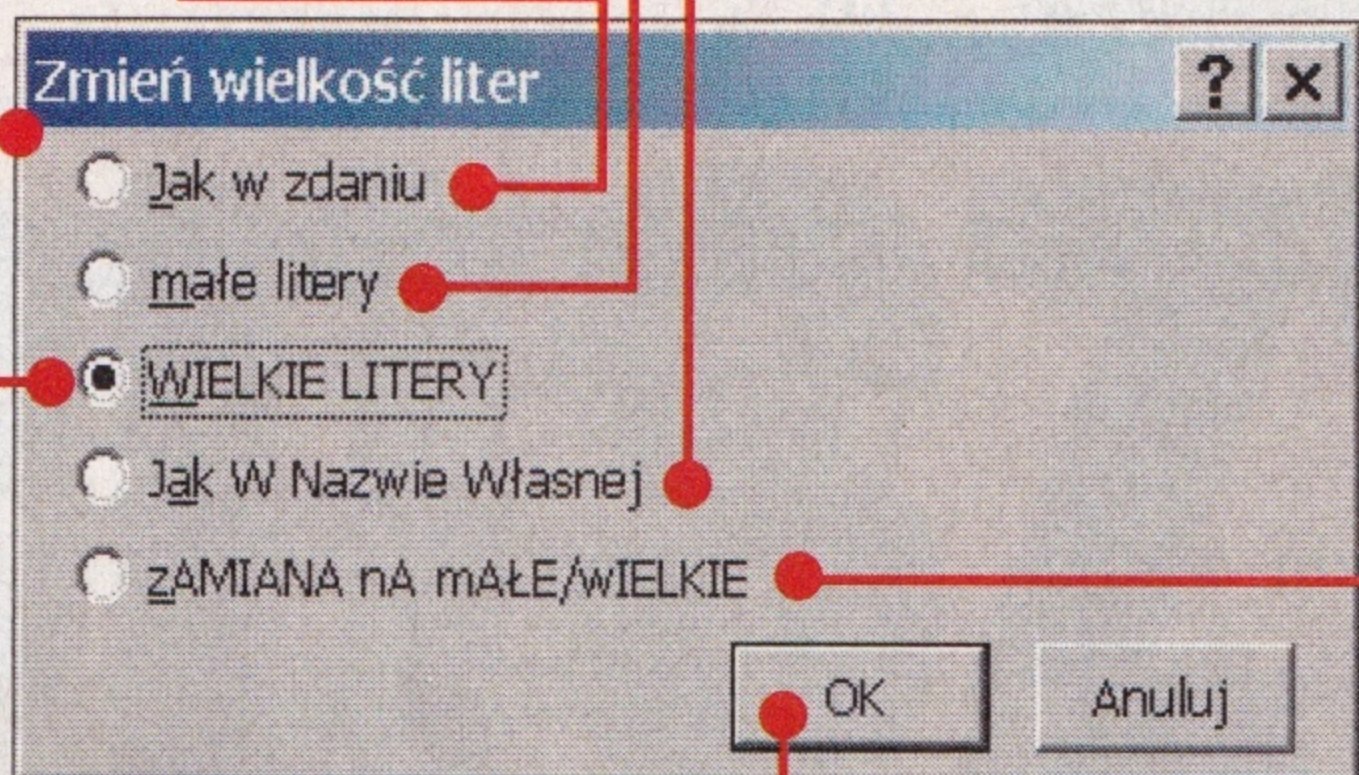 Zmień wielkość liter
Jak w zdaniu
małe litery
WIELKIE LITERY
Jak W Nazwie Własnej
zAMIANA nA mAŁE/wIELKIE
OK Anuluj